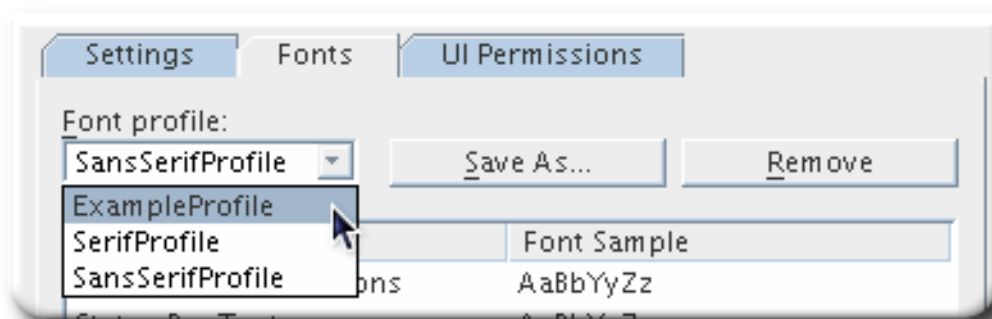 Settings Fonts UI Permissions
Font profile:
SansSerifProfile Save As... Remove
ExampleProfile
SerifProfile Font Sample
SansSerifProfile ons AaBbYyZz